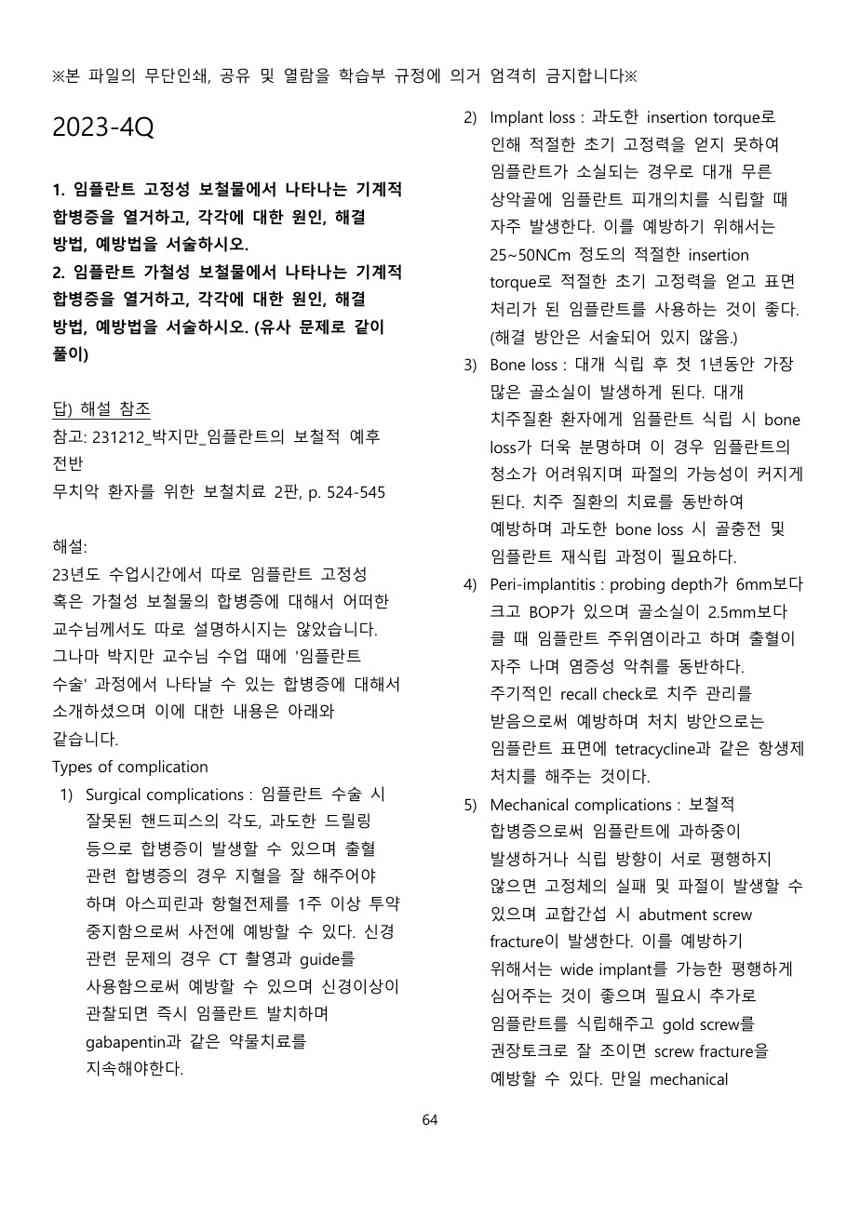 ※본 파일의 무단인쇄, 공유 및 열람을 학습부 규정에 의거 엄격히 금지합니다※
2023-4Q
1. 임플란트 고정성 보철물에서 나타나는 기계적
합병증을 열거하고, 각각에 대한 원인, 해결
방법, 예방법을 서술하시오.
2. 임플란트 가철성 보철물에서 나타나는 기계적
합병증을 열거하고, 각각에 대한 원인, 해결
방법, 예방법을 서술하시오. (유사 문제로 같이
풀이)
답) 해설 참조
참고: 231212_박지만_임플란트의 보철적 예후
전반
무치악 환자를 위한 보철치료 2판, p. 524-545
해설:
23년도 수업시간에서 따로 임플란트 고정성
혹은 가철성 보철물의 합병증에 대해서 어떠한
교수님께서도 따로 설명하시지는 않았습니다.
그나마 박지만 교수님 수업 때에 '임플란트
수술' 과정에서 나타날 수 있는 합병증에 대해서
소개하셨으며 이에 대한 내용은 아래와
같습니다.
Types of complication
1) Surgical complications : 임플란트 수술 시
잘못된 핸드피스의 각도, 과도한 드릴링
등으로 합병증이 발생할 수 있으며 출혈
관련 합병증의 경우 지혈을 잘 해주어야
하며 아스피린과 항혈전제를 1주 이상 투약
중지함으로써 사전에 예방할 수 있다. 신경
관련 문제의 경우 CT 촬영과 guide를
사용함으로써 예방할 수 있으며 신경이상이
관찰되면 즉시 임플란트 발치하며
gabapentin과 같은 약물치료를
지속해야한다.
2) Implant loss : 과도한 insertion torque로
인해 적절한 초기 고정력을 얻지 못하여
임플란트가 소실되는 경우로 대개 무른
상악골에 임플란트 피개의치를 식립할 때
자주 발생한다. 이를 예방하기 위해서는
25~50NCm 정도의 적절한 insertion
torque로 적절한 초기 고정력을 얻고 표면
처리가 된 임플란트를 사용하는 것이 좋다.
(해결 방안은 서술되어 있지 않음.)
3) Bone loss : 대개 식립 후 첫 1년동안 가장
많은 골소실이 발생하게 된다. 대개
치주질환 환자에게 임플란트 식립 시 bone
loss가 더욱 분명하며 이 경우 임플란트의
청소가 어려워지며 파절의 가능성이 커지게
된다. 치주 질환의 치료를 동반하여
예방하며 과도한 bone loss 시 골충전 및
임플란트 재식립 과정이 필요하다.
4) Peri-implantitis : probing depth가 6mm보다
크고 BOP가 있으며 골소실이 2.5mm보다
클 때 임플란트 주위염이라고 하며 출혈이
자주 나며 염증성 악취를 동반하다.
주기적인 recall check로 치주 관리를
받음으로써 예방하며 처치 방안으로는
임플란트 표면에 tetracycline과 같은 항생제
처치를 해주는 것이다.
5) Mechanical complications : 보철적
합병증으로써 임플란트에 과하중이
발생하거나 식립 방향이 서로 평행하지
않으면 고정체의 실패 및 파절이 발생할 수
있으며 교합간섭 시 abutment screw
fracture이 발생한다. 이를 예방하기
위해서는 wide implant를 가능한 평행하게
심어주는 것이 좋으며 필요시 추가로
임플란트를 식립해주고 gold screw를
권장토크로 잘 조이면 screw fracture을
예방할 수 있다. 만일 mechanical
64